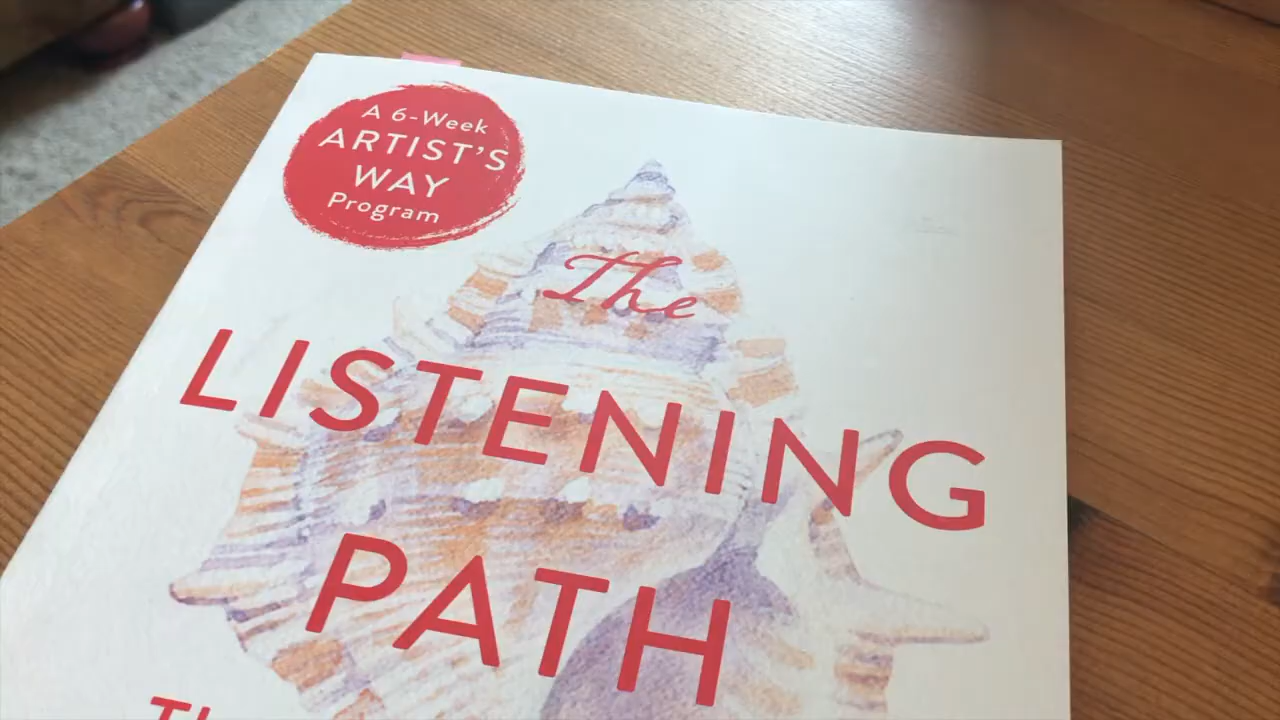 A 6-Week
ARTIST'S
WAY
Program
The
LISTENING
PATH